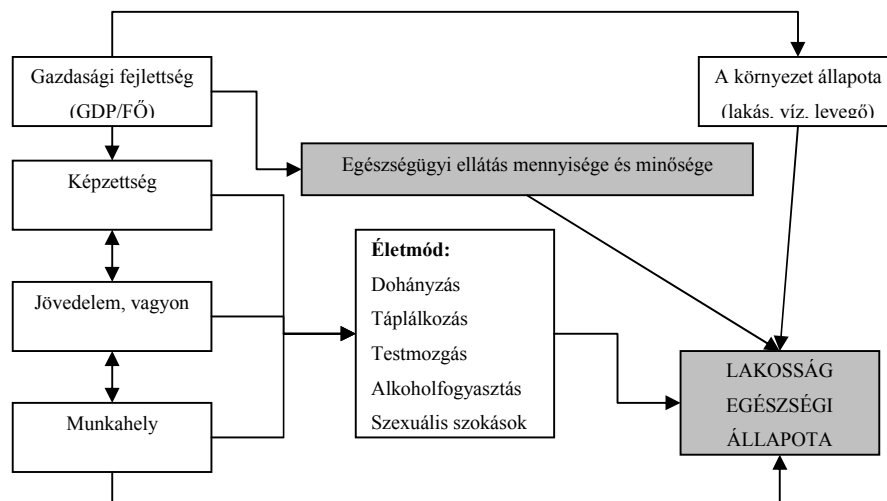 Gazdasági fejlettség
(GDP/FŐ)
A környezet állapota
(lakás, víz, levegő)
Egészségügyi ellátás mennyisége és minősége
Képzettség
Jövedelem, vagyon
Munkahely
Életmód:
Dohányzás
Táplálkozás
Testmozgás
Alkoholfogyasztás
Szexuális szokások
LAKOSSÁG
EGÉSZSÉGI
ÁLLAPOTA